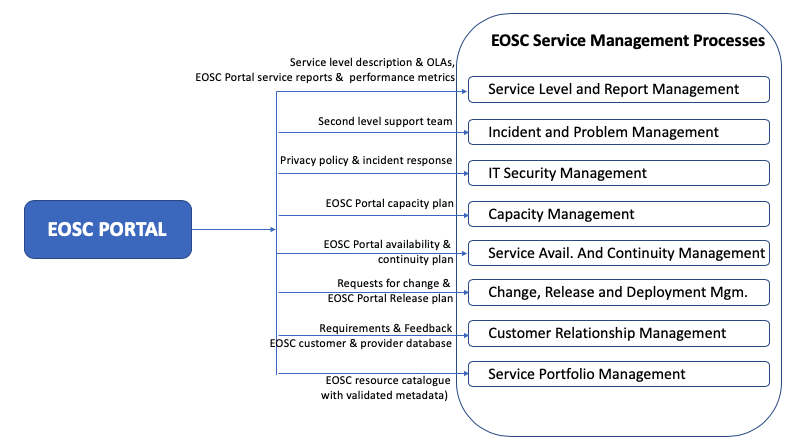 EOSC Service Management Processes
Service level description & OLAs,
EOSC Portal service reports & performance metrics
Service Level and Report Management
Second level support team
Incident and Problem Management
Privacy policy & incident response
IT Security Management
EOSC Portal capacity plan
Capacity Management
EOSC PORTAL
EOSC Portal availability &
continuity plan
Service Avail. And Continuity Management
Requests for change &
EOSC Portal Release plan
Change, Release and Deployment Mgm.
Requirements & Feedback
EOSC customer & provider database
Customer Relationship Management
EOSC resource catalogue
with validated metadata)
Service Portfolio Management